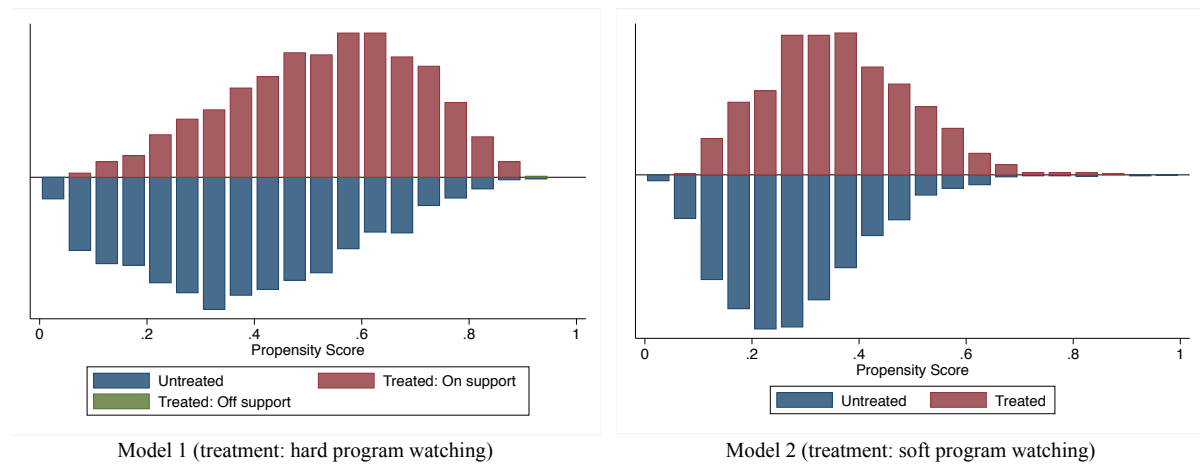 0 .2 .4 .6 .8 1
Propensity Score
Untreated Treated: On support
Treated: Off support
Model 1 (treatment: hard program watching)
0 .2 .4 .6 .8 1
Propensity Score
Untreated Treated
Model 2 (treatment: soft program watching)